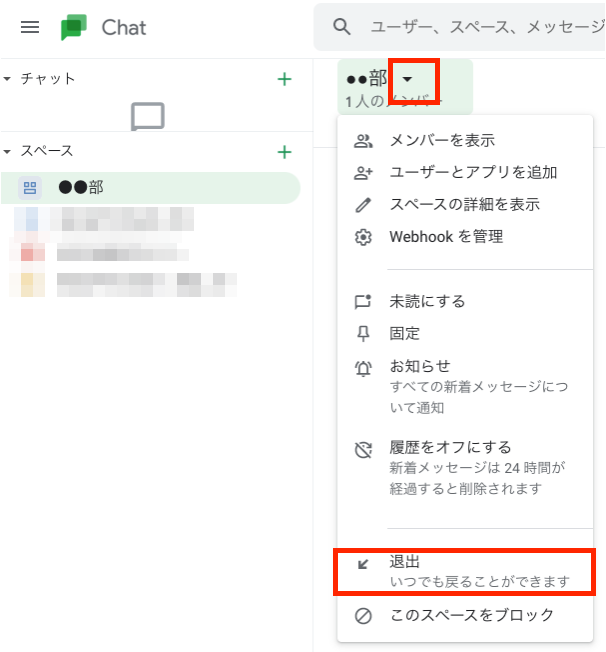 Chat
ユーザー、スペース、メッセージ
チャット
スペース
●●部
●●部
1人のメンバー
メンバーを表示
ユーザーとアプリを追加
スペースの詳細を表示
Webhook を管理
未読にする
固定
お知らせ
すべての新着メッセージにつ
いて通知
履歴をオフにする
新着メッセージは 24 時間が
経過すると削除されます
退出
いつでも戻ることができます
このスペースをブロック